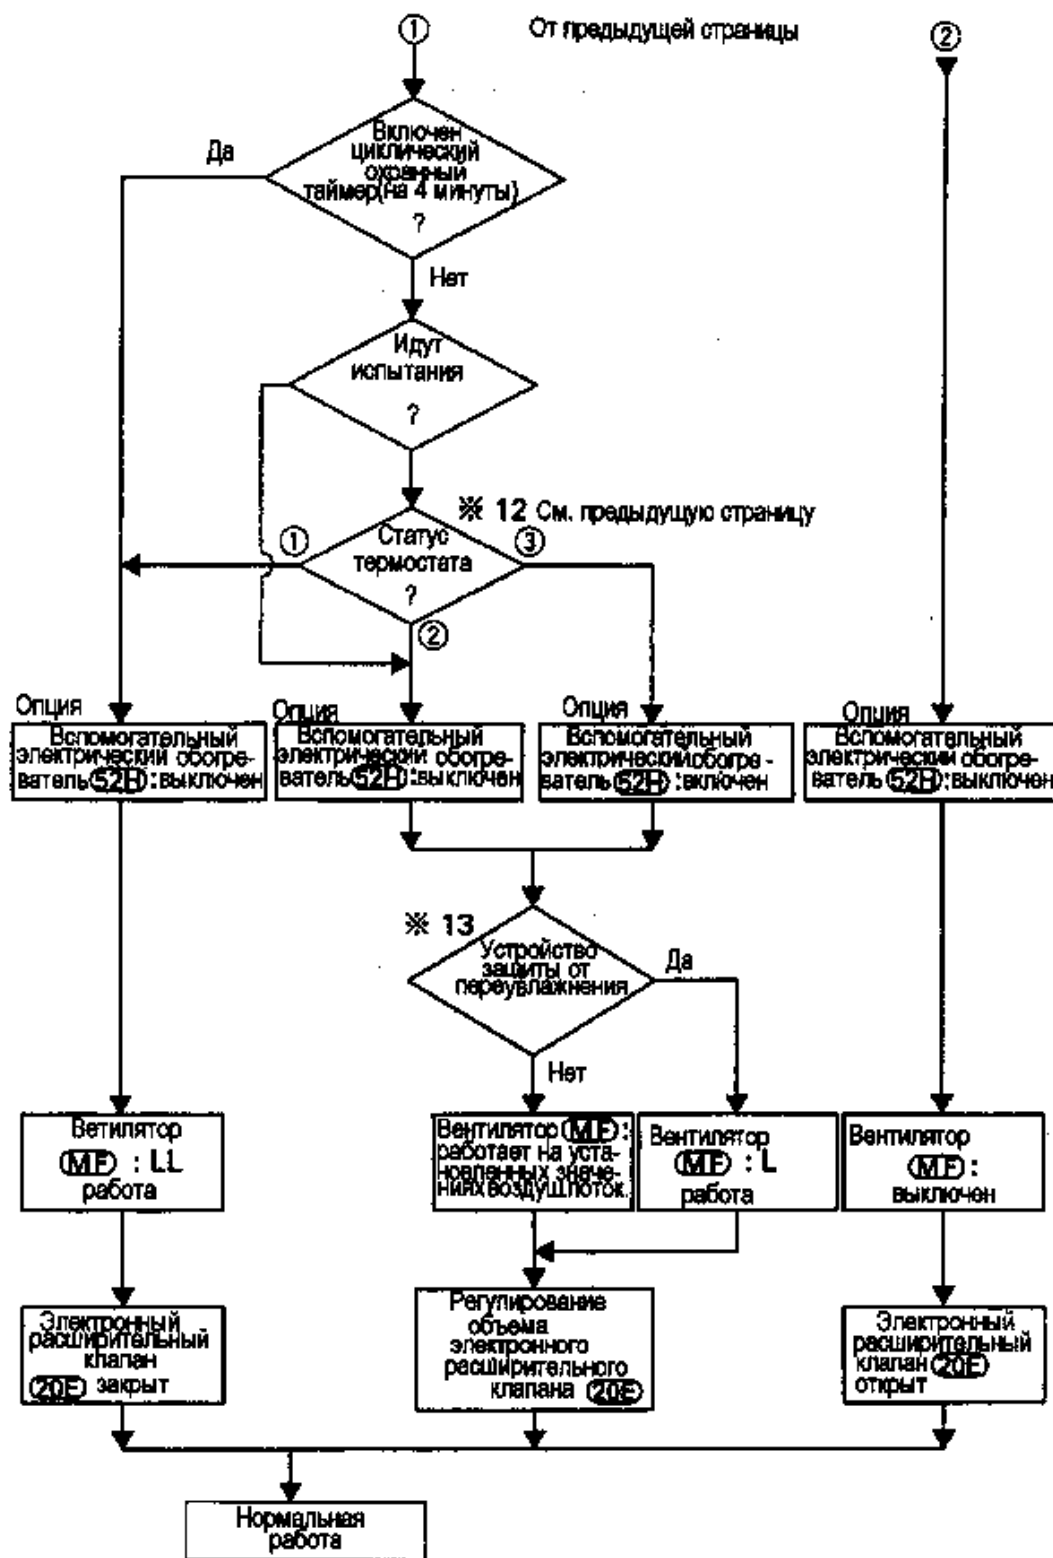 ① От предыдущей страницы ②
Включен
циклический
охранный
таймер(на 4 минуты)
?
Да
Нет
Идут
испытания
?
※ 12 См. предыдущую страницу
① Статус ③
термостата
?
②
Опция
Вспомогательный
электрический обогре-
ватель (52H):выключен
Опция
Вспомогательный
электрический обогре-
ватель (52H):выключен
Опция
Вспомогательный
электрический обогре-
ватель (52H):включен
Опция
Вспомогательный
электрический обогре-
ватель (52H):выключен
※ 13
Устройство
защиты от
переувлажнения
Да
Нет
Ветилятор
(MF) : LL
работа
Вентилятор (MF) :
работает на уста-
новленных значе-
ниях воздуш.поток.
Вентилятор
(MF) : L
работа
Вентилятор
(MF) :
выключен
Электронный
расширительный
клапан
(20E) закрыт
Регулирование
объема
электронного
расширительного
клапана (20E)
Электронный
расширительный
клапан (20E)
открыт
Нормальная
работа